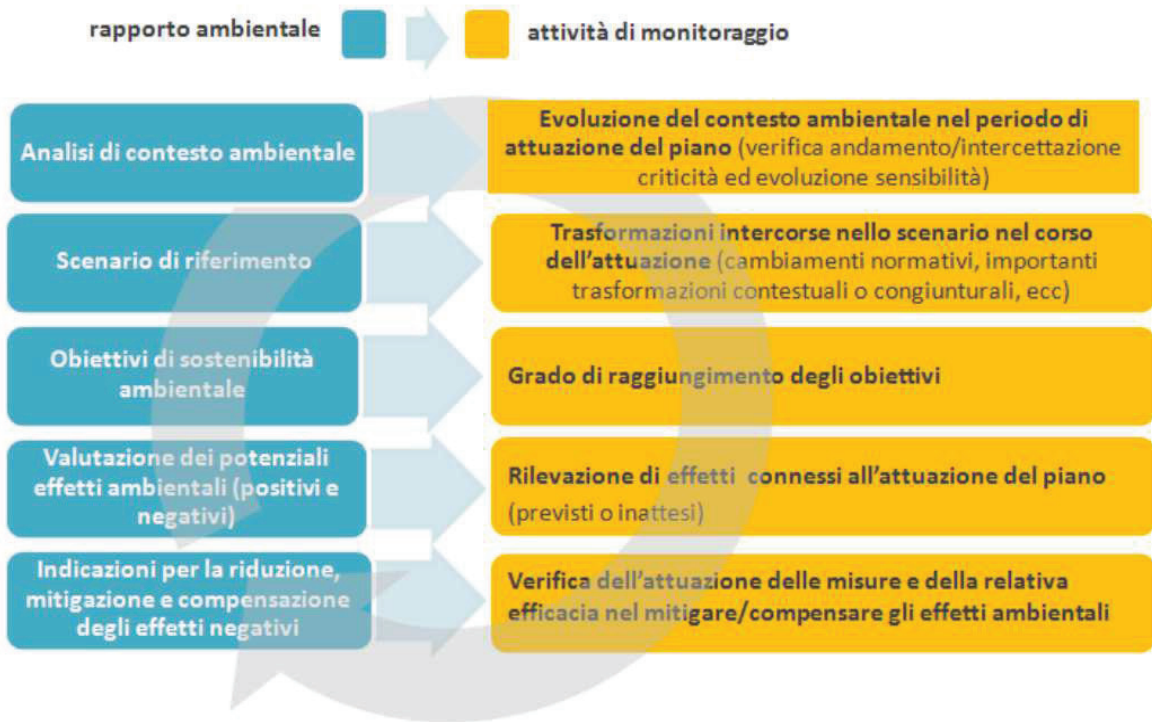 rapporto ambientale
attività di monitoraggio
Analisi di contesto ambientale
Evoluzione del contesto ambientale nel periodo di
attuazione del piano (verifica andamento/intercettazione
criticità ed evoluzione sensibilità)
Scenario di riferimento
Trasformazioni intercorse nello scenario nel corso
dell'attuazione (cambiamenti normativi, importanti
trasformazioni contestuali o congiunturali, ecc)
Obiettivi di sostenibilità
ambientale
Grado di raggiungimento degli obiettivi
Valutazione dei potenziali
effetti ambientali (positivi e
negativi)
Rilevazione di effetti connessi all'attuazione del piano
(previsti o inattesi)
Indicazioni per la riduzione,
mitigazione e compensazione
degli effetti negativi
Verifica dell'attuazione delle misure e della relativa
efficacia nel mitigare/compensare gli effetti ambientali